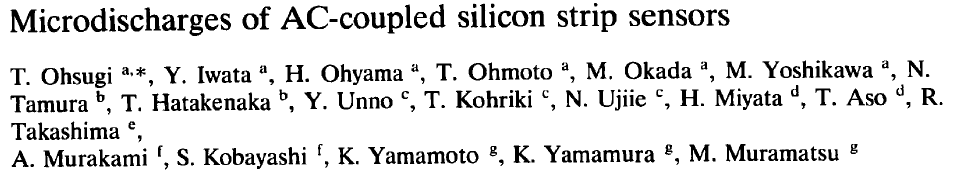 Microdischarges of AC-coupled silicon strip sensors
T. Ohsugi a,*, Y. Iwata a, H. Ohyama a, T. Ohmoto a, M. Okada a, M. Yoshikawa a, N.
Tamura b, T. Hatakenaka b, Y. Unno c, T. Kohriki c, N. Ujiie c, H. Miyata d, T. Aso d, R.
Takashima e,
A. Murakami f, S. Kobayashi f, K. Yamamoto g, K. Yamamura g, M. Muramatsu g